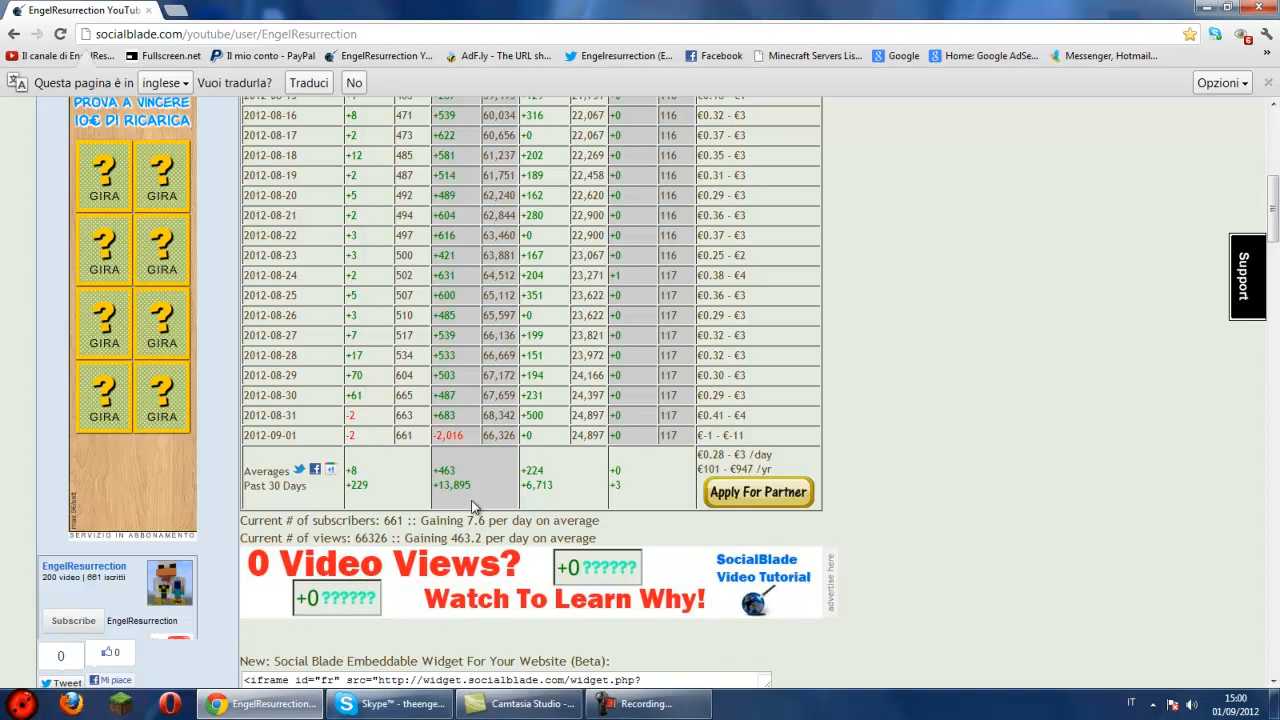 EngelResurrection YouTub
socialblade.com/youtube/user/EngelResurrection
Il canale di En Res...
Fullscreen.net
Il mio conto - PayPal
EngelResurrection Y...
AdF.ly - The URL sh...
Engelresurrection (E...
Facebook
Minecraft Servers Lis...
Google
Home: Google AdSe...
Messenger, Hotmail...
Questa pagina è in inglese Vuoi tradurla? Traduci No Opzioni
PROVA A VINCERE
10€ DI RICARICA
GIRA GIRA
GIRA GIRA
GIRA GIRA
GIRA GIRA
SERVIZIO IN ABBONAMENTO
2012-08-16 +8 471 +539 60,034 +316 22,067 +0 116 €0.32 - €3
2012-08-17 +2 473 +622 60,656 +0 22,067 +0 116 €0.37 - €3
2012-08-18 +12 485 +581 61,237 +202 22,269 +0 116 €0.35 - €3
2012-08-19 +2 487 +514 61,751 +189 22,458 +0 116 €0.31 - €3
2012-08-20 +5 492 +489 62,240 +162 22,620 +0 116 €0.29 - €3
2012-08-21 +2 494 +604 62,844 +280 22,900 +0 116 €0.36 - €3
2012-08-22 +3 497 +616 63,460 +0 22,900 +0 116 €0.37 - €3
2012-08-23 +3 500 +421 63,881 +167 23,067 +0 116 €0.25 - €2
2012-08-24 +2 502 +631 64,512 +204 23,271 +1 117 €0.38 - €4
2012-08-25 +5 507 +600 65,112 +351 23,622 +0 117 €0.36 - €3
2012-08-26 +3 510 +485 65,597 +0 23,622 +0 117 €0.29 - €3
2012-08-27 +7 517 +539 66,136 +199 23,821 +0 117 €0.32 - €3
2012-08-28 +17 534 +533 66,669 +151 23,972 +0 117 €0.32 - €3
2012-08-29 +70 604 +503 67,172 +194 24,166 +0 117 €0.30 - €3
2012-08-30 +61 665 +487 67,659 +231 24,397 +0 117 €0.29 - €3
2012-08-31 -2 663 +683 68,342 +500 24,897 +0 117 €0.41 - €4
2012-09-01 -2 661 -2,016 66,326 +0 24,897 +0 117 €-1 - €-11
€0.28 - €3 /day
Averages +8 +463 +224 +0 €101 - €947 /yr
Past 30 Days +229 +13,895 +6,713 +3
Apply For Partner
Current # of subscribers: 661 :: Gaining 7.6 per day on average
Current # of views: 66326 :: Gaining 463.2 per day on average
0 Video Views? +0 ??????
+0 ?????? Watch To Learn Why!
SocialBlade
Video Tutorial
advertise here
New: Social Blade Embeddable Widget For Your Website (Beta):
<iframe id="fr" src="http://widget.socialblade.com/widget.php?
EngelResurrection
200 video | 661 iscritti
Subscribe EngelResurrection
0 0
Tweet Mi piace
Support
EngelResurrection...
Skype™ - theenge...
Camtasia Studio - ...
Recording...
IT
15:00
01/09/2012